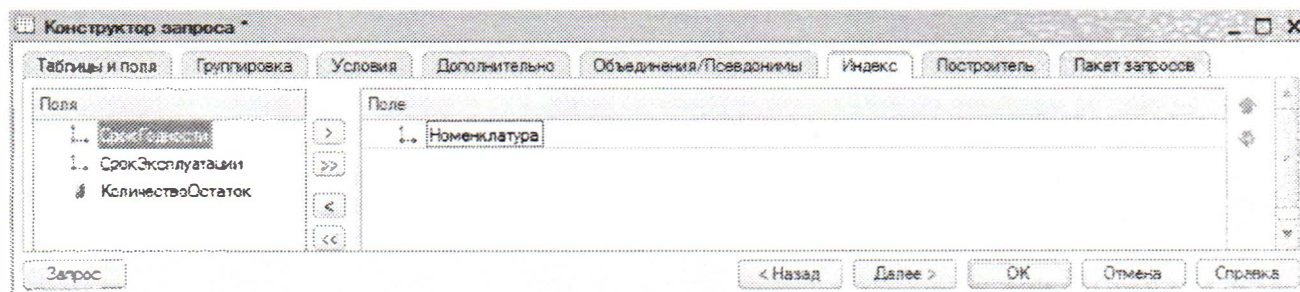 Конструктор запроса *
Таблицы и поля Группировка Условия Дополнительно Объединения/Псевдонимы Индекс Построитель Пакет запросов
Поля Поле
СрокГодности > Номенклатура
СрокЭксплуатации >>
КоличествоОстаток <
<<
Запрос < Назад Далее > ОК Отмена Справка